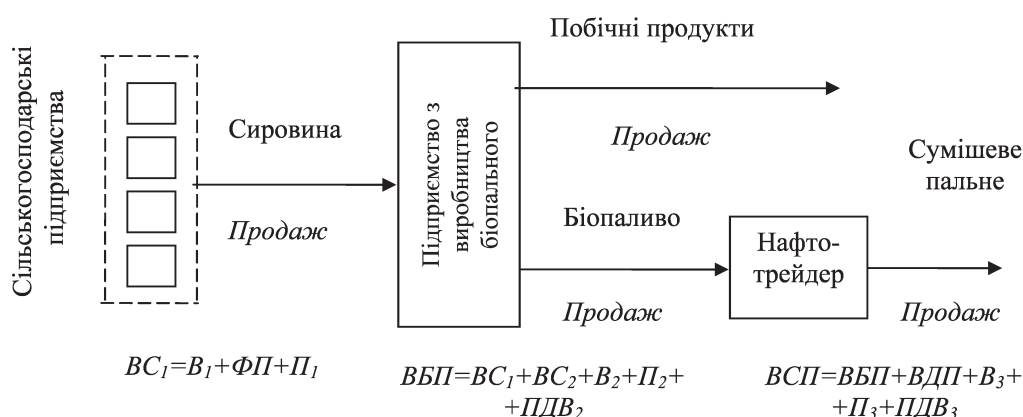 Сільськогосподарські
підприємства
Сировина
Продаж
Підприємство з
виробництва
біопального
Побічні продукти
Продаж
Біопаливо
Продаж
Нафто-
трейдер
Сумішеве
пальне
Продаж
ВС₁=В₁+ФП+П₁
ВБП=ВС₁+ВС₂+В₂+П₂+
+ПДВ₂
ВСП=ВБП+ВДП+В₃+
+П₃+ПДВ₃